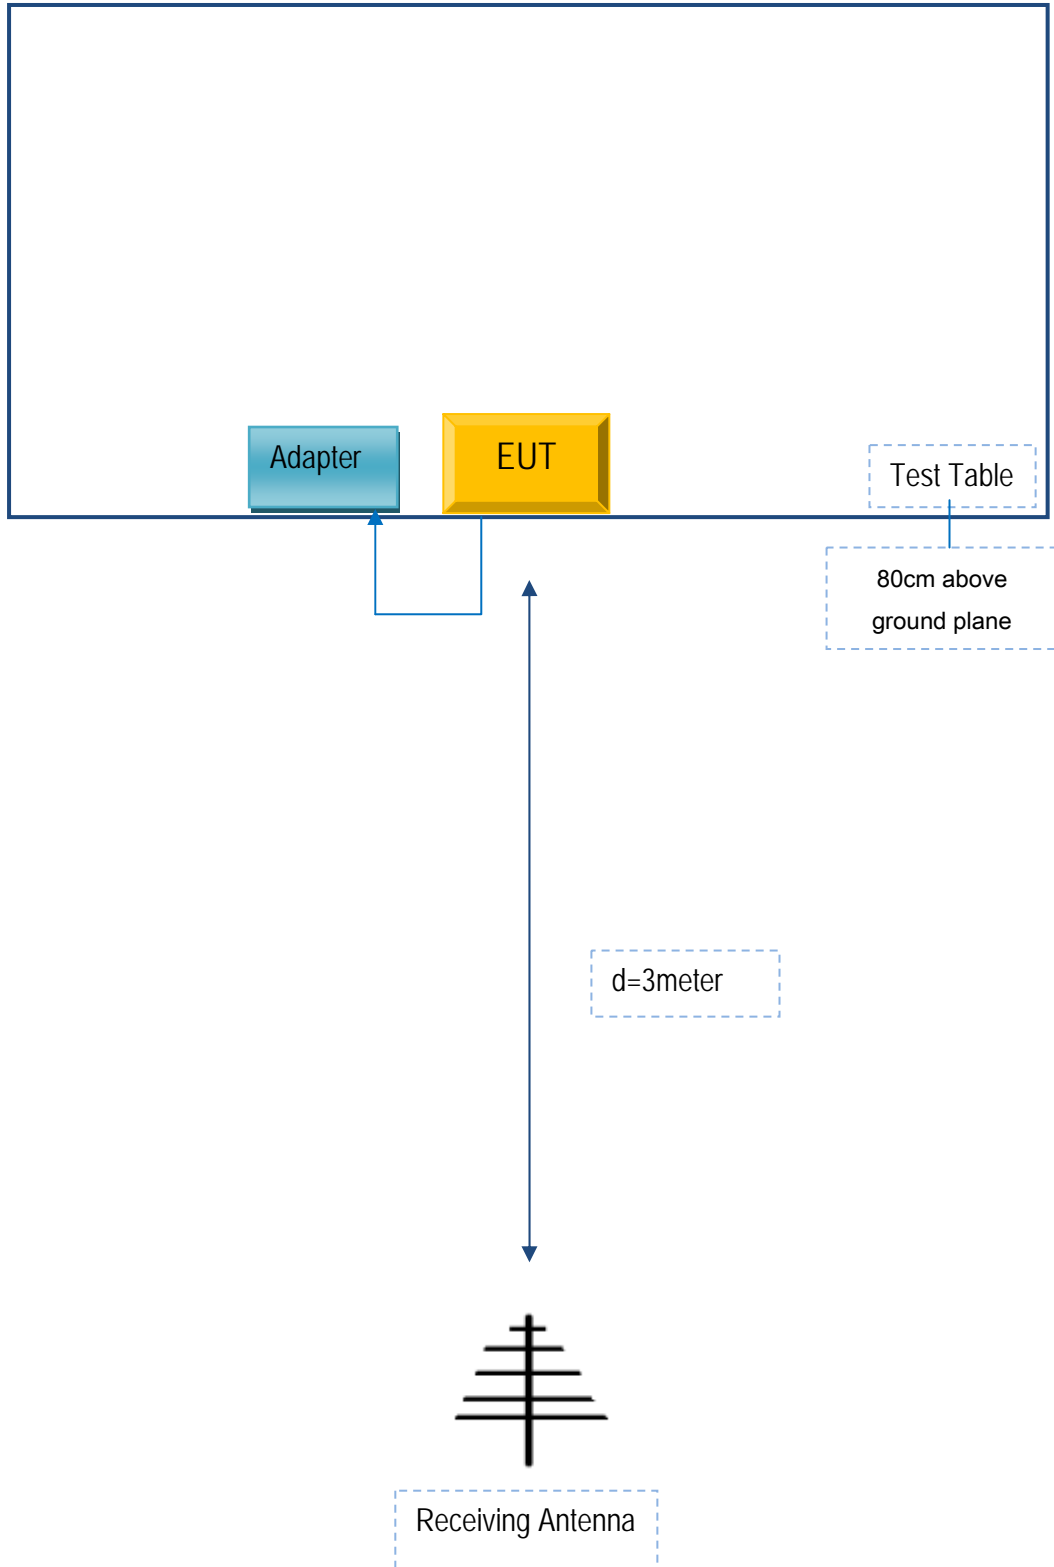 Adapter
EUT
Test Table
80cm above
ground plane
d=3meter
Receiving Antenna